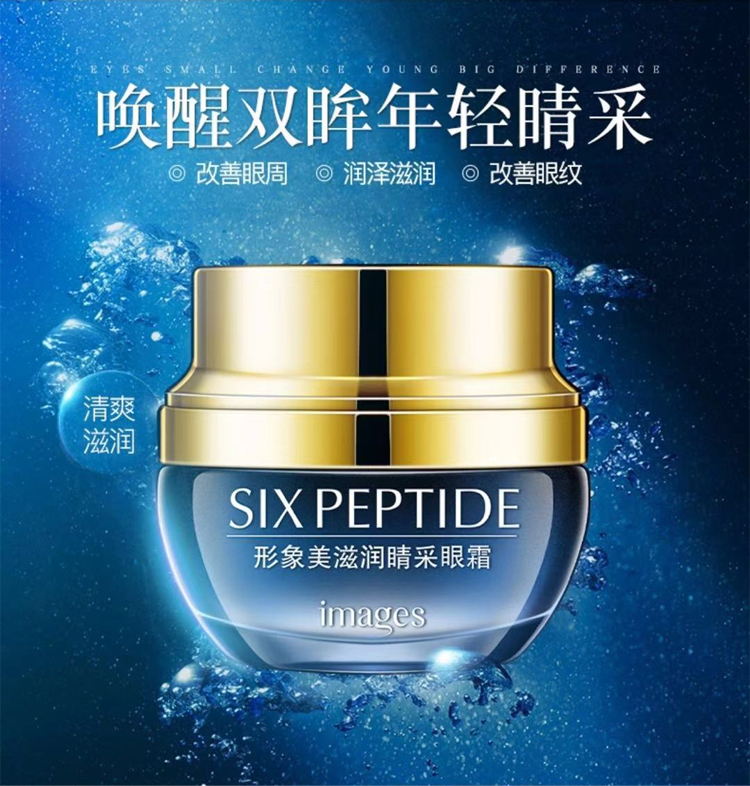 EYES SMALL CHANGE YOUNG BIG DIFFERENCE
唤醒双眸年轻睛采
◎ 改善眼周 ◎ 润泽滋润 ◎ 改善眼纹
清爽
滋润
SIX PEPTIDE
形象美滋润睛采眼霜
images